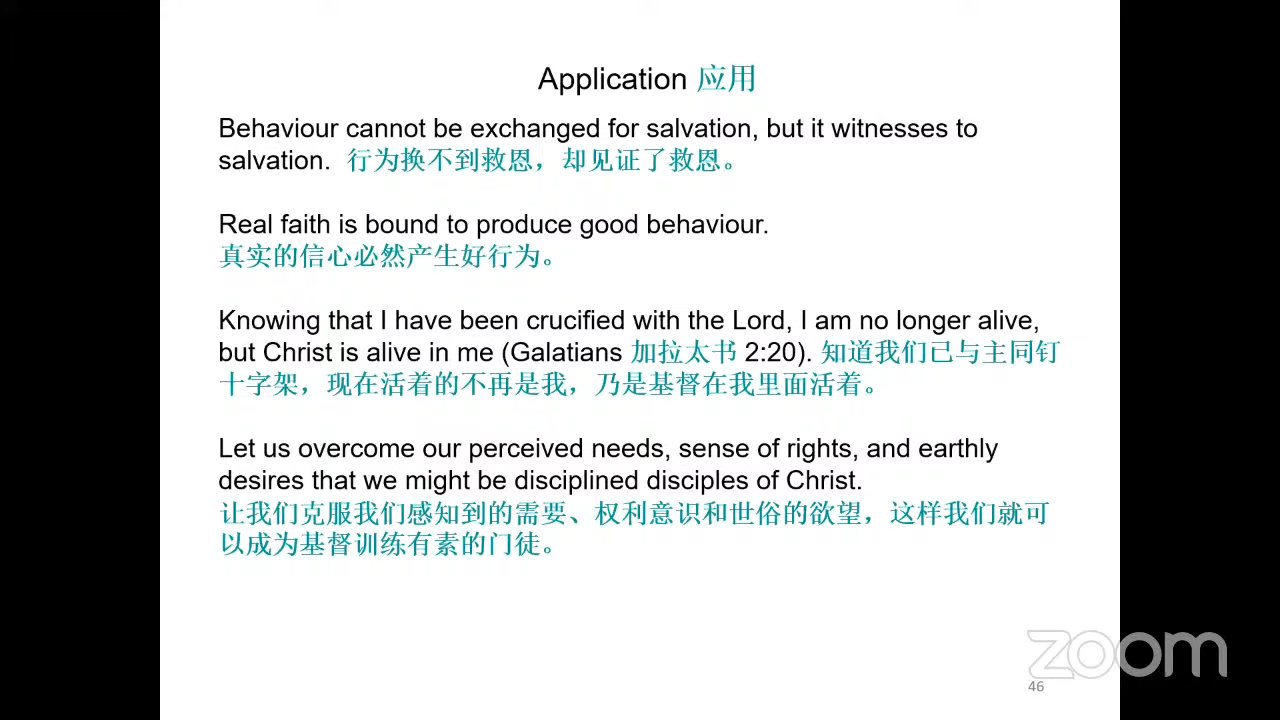 Application 应用
Behaviour cannot be exchanged for salvation, but it witnesses to
salvation. 行为换不到救恩，却见证了救恩。
Real faith is bound to produce good behaviour.
真实的信心必然产生好行为。
Knowing that I have been crucified with the Lord, I am no longer alive,
but Christ is alive in me (Galatians 加拉太书 2:20). 知道我们已与主同钉
十字架，现在活着的不再是我，乃是基督在我里面活着。
Let us overcome our perceived needs, sense of rights, and earthly
desires that we might be disciplined disciples of Christ.
让我们克服我们感知到的需要、权利意识和世俗的欲望，这样我们就可
以成为基督训练有素的门徒。
zoom
46